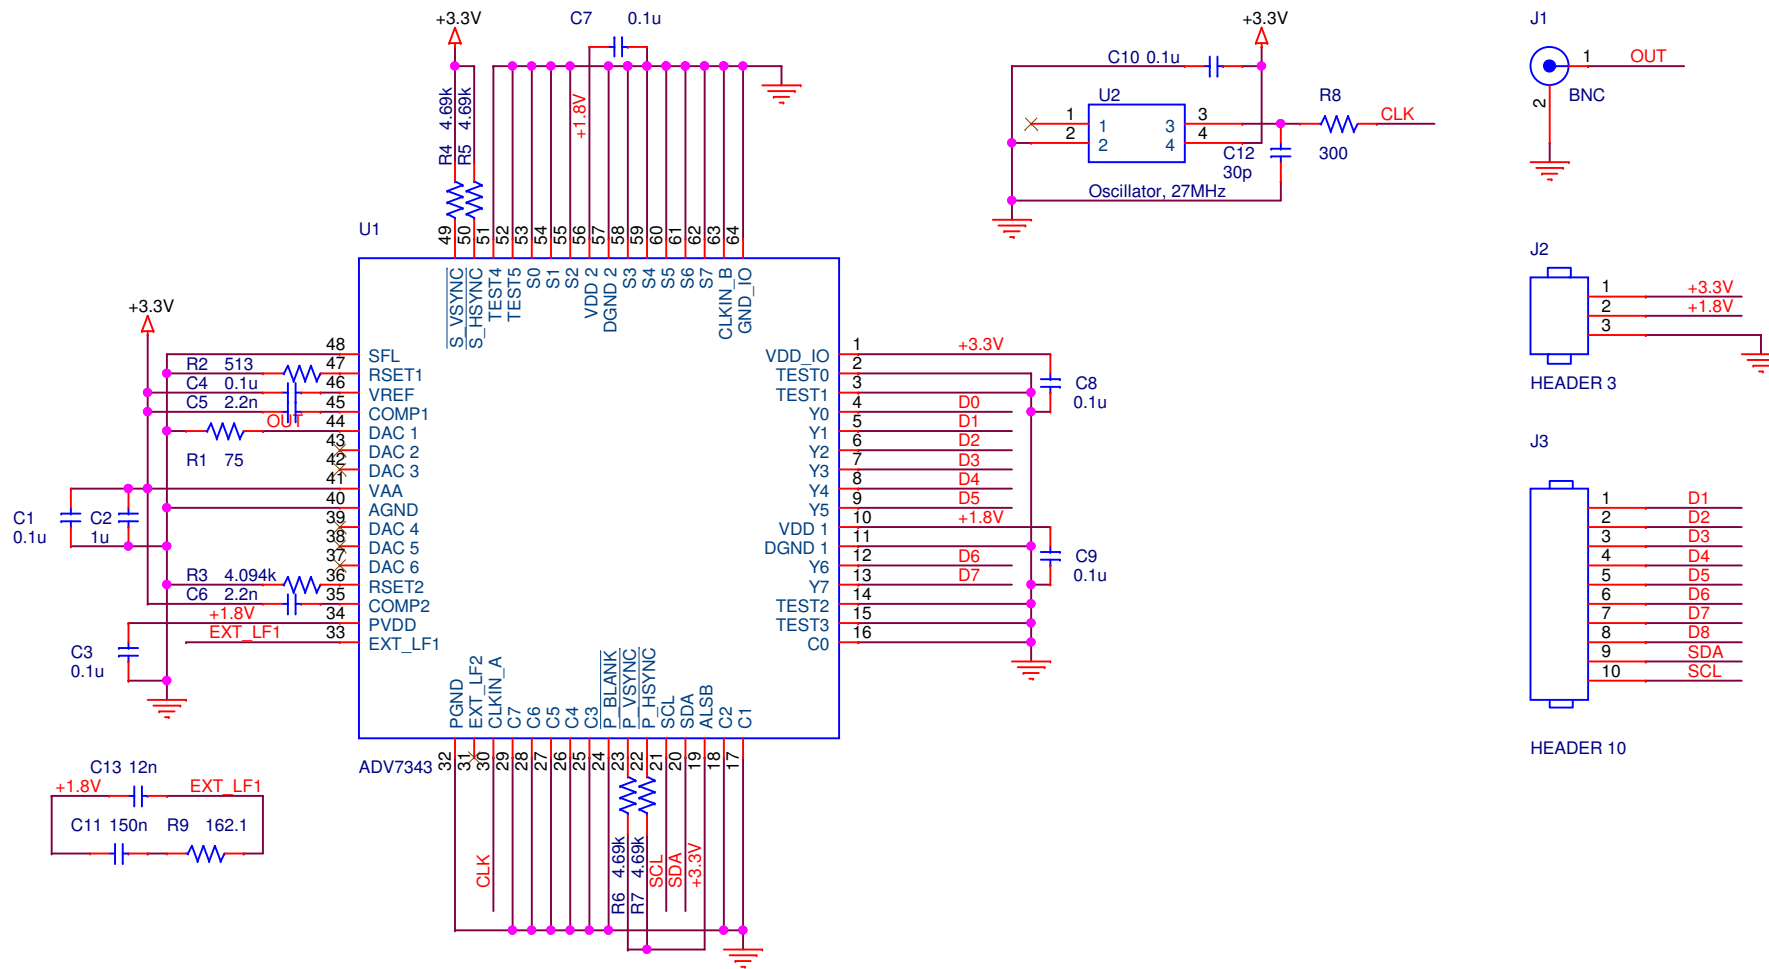 +3.3V
C7 0.1u
R4 4.69k
R5 4.69k
+1.8V
U1
49
50
51
52
53
54
55
56
57
58
59
60
61
62
63
64
S_VSYNC
S_HSYNC
TEST4
TEST5
S0
S1
S2
VDD 2
DGND 2
S3
S4
S5
S6
S7
CLKIN_B
GND_IO
+3.3V
48 SFL
R2 513 47 RSET1
C4 0.1u 46 VREF
C5 2.2n 45 COMP1
OUT 44 DAC 1
R1 75
43 DAC 2
42 DAC 3
41 VAA
40 AGND
C1 0.1u
C2 1u
39 DAC 4
38 DAC 5
37 DAC 6
R3 4.094k 36 RSET2
C6 2.2n 35 COMP2
+1.8V 34 PVDD
EXT_LF1 33 EXT_LF1
C3
0.1u
VDD_IO 1 +3.3V
TEST0 2
TEST1 3
Y0 4 D0
Y1 5 D1
Y2 6 D2
Y3 7 D3
Y4 8 D4
Y5 9 D5
VDD 1 10 +1.8V
DGND 1 11
Y6 12 D6
Y7 13 D7
TEST2 14
TEST3 15
C0 16
C8
0.1u
C9
0.1u
PGND
EXT_LF2
CLKIN_A
C7
C6
C5
C4
C3
P_BLANK
P_VSYNC
P_HSYNC
SCL
SDA
ALSB
C2
C1
ADV7343
32
31
30
29
28
27
26
25
24
23
22
21
20
19
18
17
CLK
R6 4.69k
R7 4.69k
SCL
SDA
+3.3V
C13 12n
+1.8V EXT_LF1
C11 150n R9 162.1
+3.3V
C10 0.1u
U2
1 1 3 3
2 2 4 4
R8
300
CLK
C12
30p
Oscillator, 27MHz
J1
1 OUT
2
BNC
J2
1 +3.3V
2 +1.8V
3
HEADER 3
J3
1 D1
2 D2
3 D3
4 D4
5 D5
6 D6
7 D7
8 D8
9 SDA
10 SCL
HEADER 10